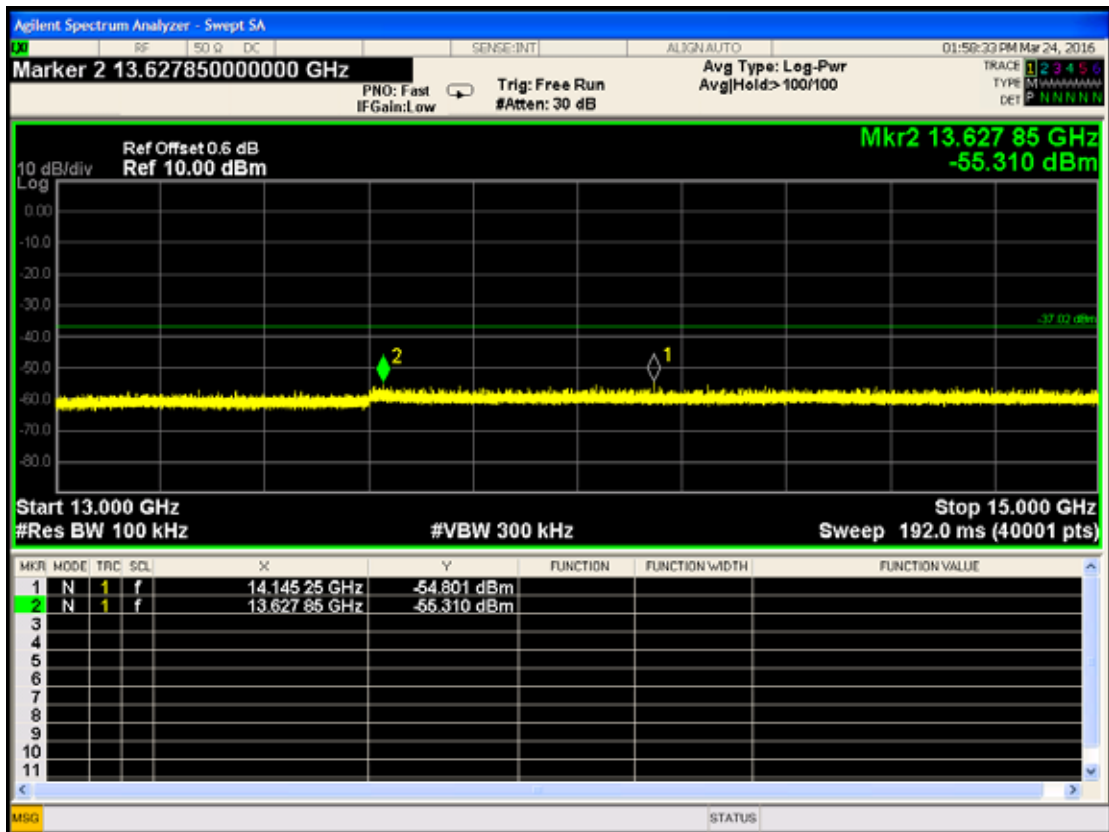 Agilent Spectrum Analyzer - Swept SA
LXI RF 50 Ω DC SENSE:INT ALIGN AUTO 01:58:33 PM Mar 24, 2016
Marker 2 13.627850000000 GHz
PNO: Fast
IFGain:Low
Trig: Free Run
#Atten: 30 dB
Avg Type: Log-Pwr
Avg|Hold:> 100/100
TRACE 1 2 3 4 5 6
TYPE M WWWWW
DET P N N N N N
Mkr2 13.627 85 GHz
-55.310 dBm
Ref Offset 0.6 dB
10 dB/div Ref 10.00 dBm
Log
0.00
-10.0
-20.0
-30.0
-37.02 dBm
-40.0
2 1
-50.0
-60.0
-70.0
-80.0
Start 13.000 GHz Stop 15.000 GHz
#Res BW 100 kHz #VBW 300 kHz Sweep 192.0 ms (40001 pts)
MKR MODE TRC SCL X Y FUNCTION FUNCTION WIDTH FUNCTION VALUE
1 N 1 f 14.145 25 GHz -54.801 dBm
2 N 1 f 13.627 85 GHz -55.310 dBm
3
4
5
6
7
8
9
10
11
MSG STATUS